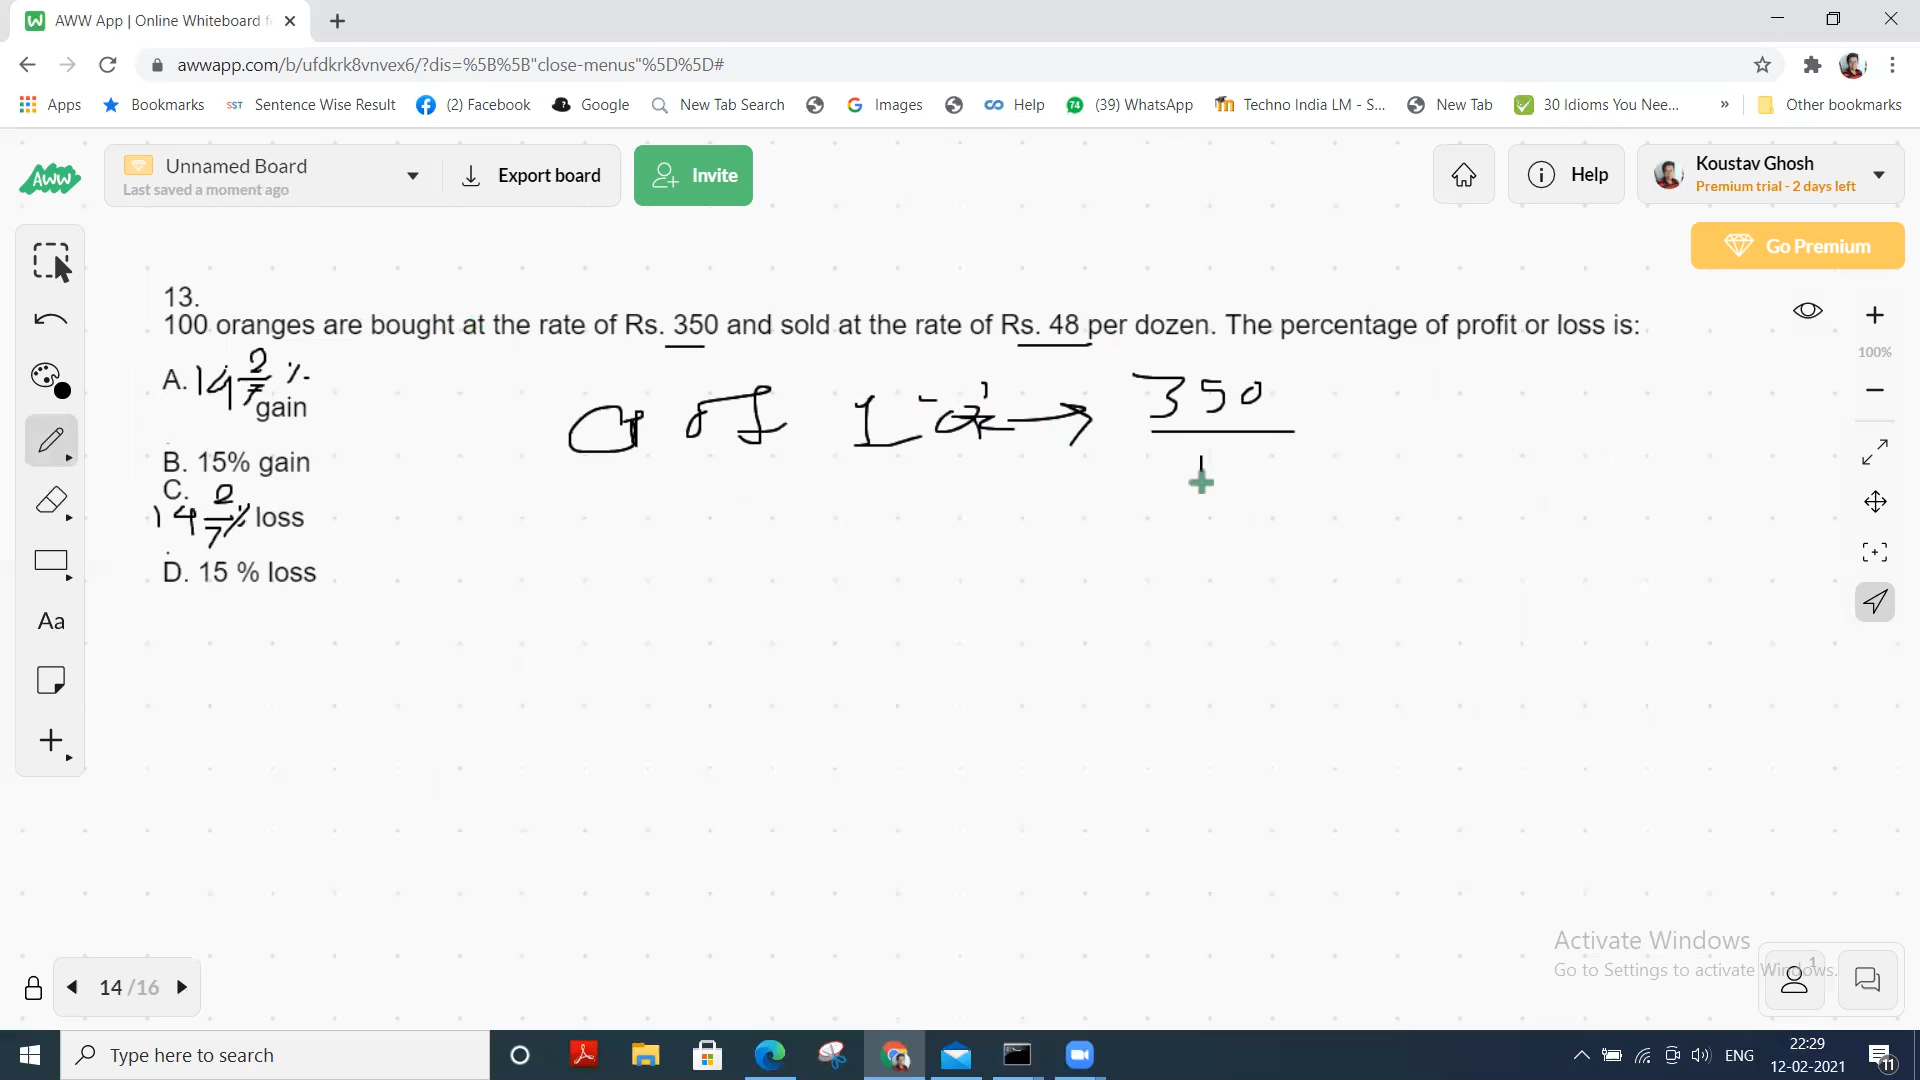 AWW App | Online Whiteboard f
awwapp.com/b/ufdkrk8vnvex6/?dis=%5B%5B"close-menus"%5D%5D#
Apps Bookmarks SST Sentence Wise Result (2) Facebook Google New Tab Search Images Help 74 (39) WhatsApp Techno India LM - S... New Tab 30 Idioms You Nee... » Other bookmarks
AWW Unnamed Board Export board Invite Help Koustav Ghosh
Last saved a moment ago
Premium trial - 2 days left
Go Premium
13.
100 oranges are bought at the rate of Rs. 350 and sold at the rate of Rs. 48 per dozen. The percentage of profit or loss is:
100%
A. 14 2/7 %
gain
350
B. 15% gain
C.
14 2/7 % loss
D. 15 % loss
Aa
Activate Windows
Go to Settings to activate Windows.
1
14 /16
Type here to search
ENG
22:29
12-02-2021
11